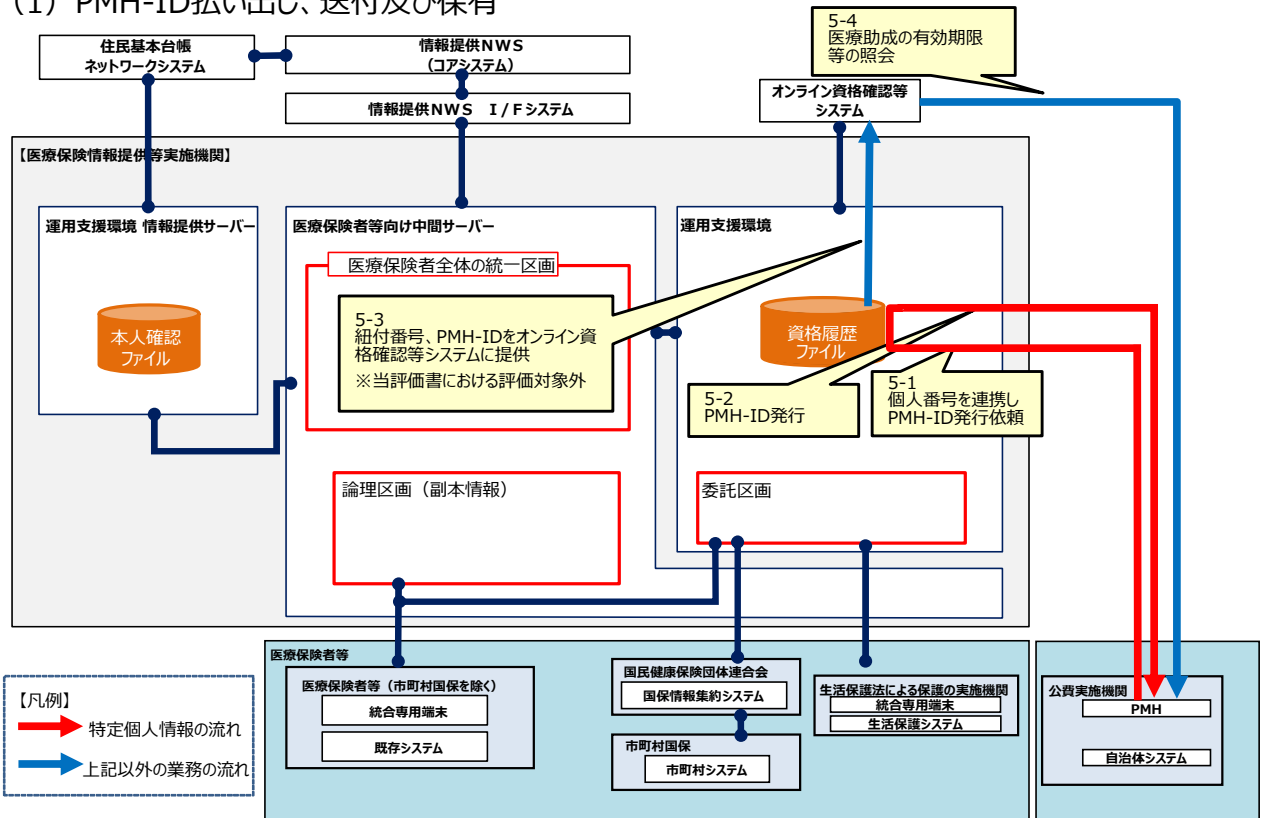 （1）PMH-ID払い出し、送付及び保有
住民基本台帳
ネットワークシステム
情報提供NWS
（コアシステム）
情報提供NWS　I/Fシステム
オンライン資格確認等
システム
5-4
医療助成の有効期限
等の照会
【医療保険情報提供等実施機関】
運用支援環境 情報提供サーバー
本人確認
ファイル
医療保険者等向け中間サーバー
医療保険者全体の統一区画
5-3
紐付番号、PMH-IDをオンライン資
格確認等システムに提供
※当評価書における評価対象外
論理区画（副本情報）
運用支援環境
資格履歴
ファイル
5-2
PMH-ID発行
5-1
個人番号を連携し
PMH-ID発行依頼
委託区画
医療保険者等
医療保険者等（市町村国保を除く）
統合専用端末
既存システム
国民健康保険団体連合会
国保情報集約システム
市町村国保
市町村システム
生活保護法による保護の実施機関
統合専用端末
生活保護システム
公費実施機関
PMH
自治体システム
【凡例】
特定個人情報の流れ
上記以外の業務の流れ